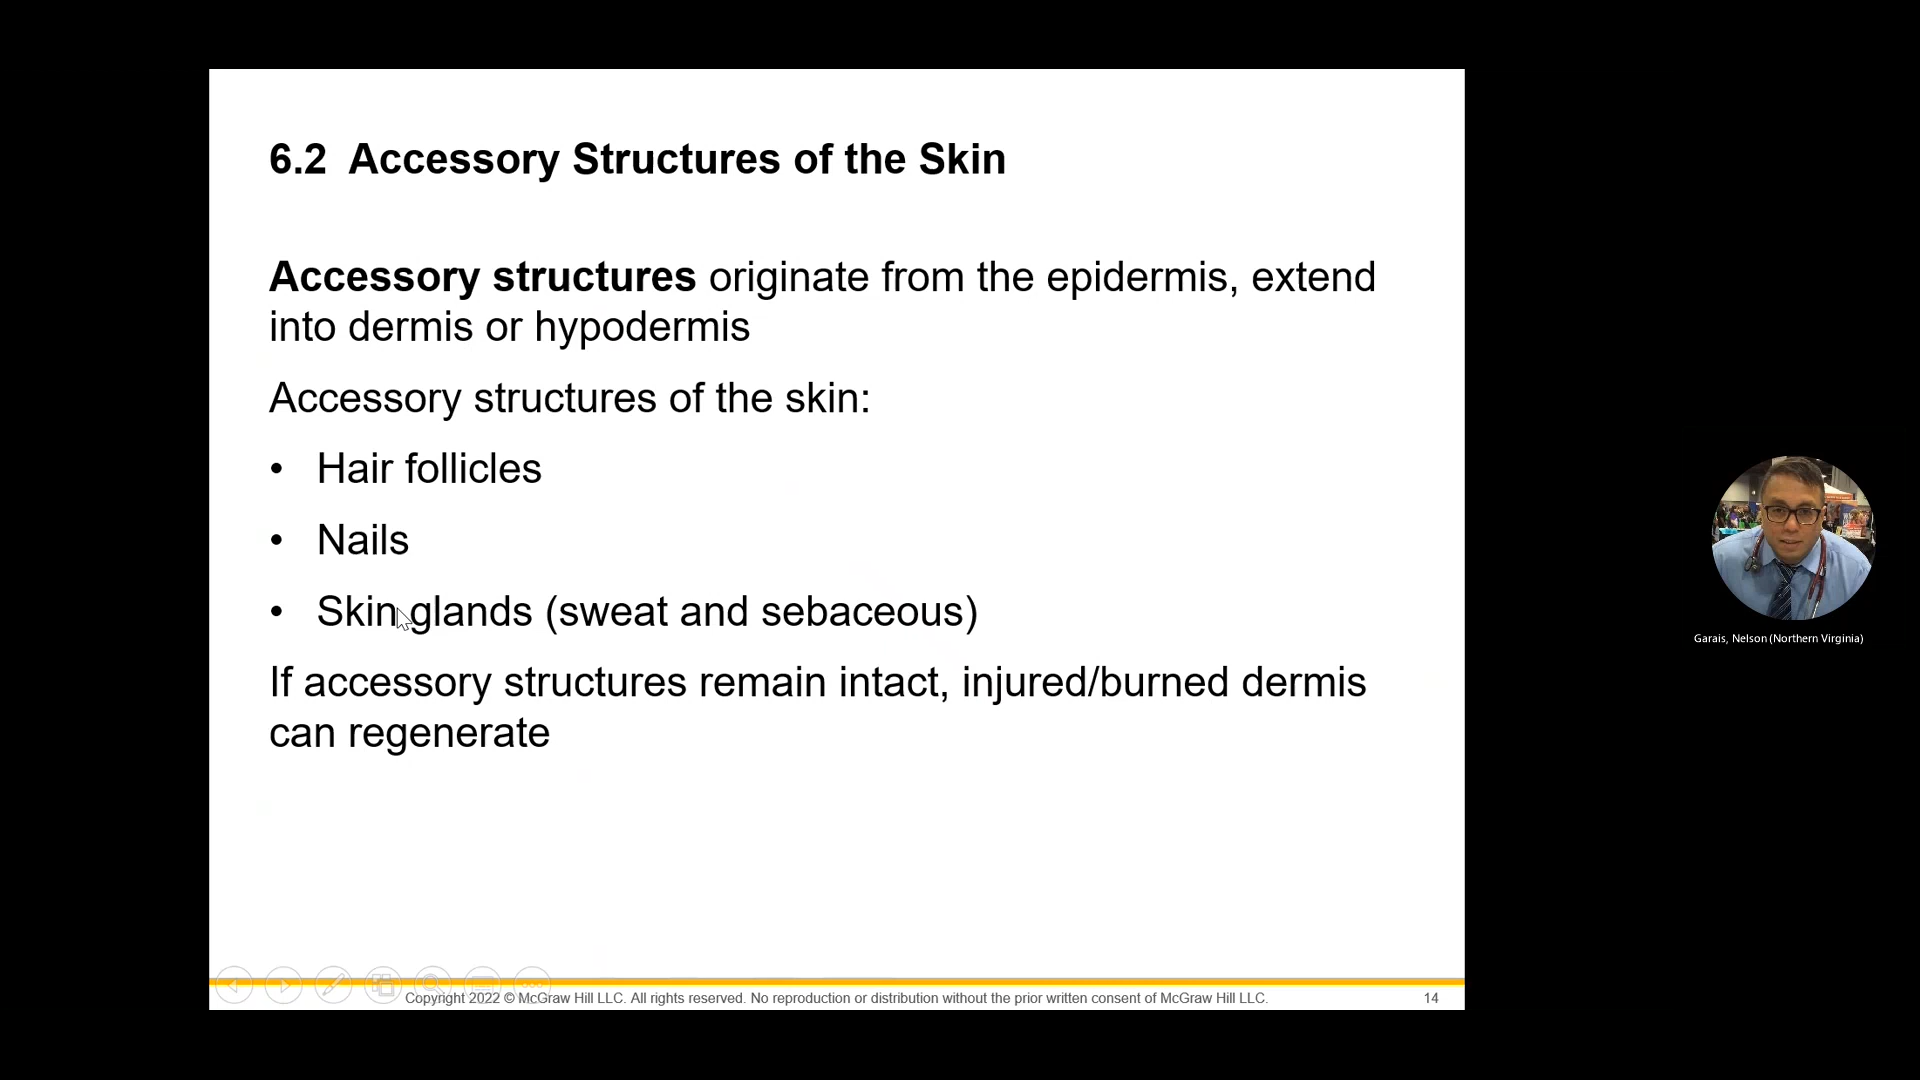 6.2 Accessory Structures of the Skin
Accessory structures originate from the epidermis, extend
into dermis or hypodermis
Accessory structures of the skin:
• Hair follicles
• Nails
• Skin glands (sweat and sebaceous)
If accessory structures remain intact, injured/burned dermis
can regenerate
Garais, Nelson (Northern Virginia)
Copyright 2022 © McGraw Hill LLC. All rights reserved. No reproduction or distribution without the prior written consent of McGraw Hill LLC.
14